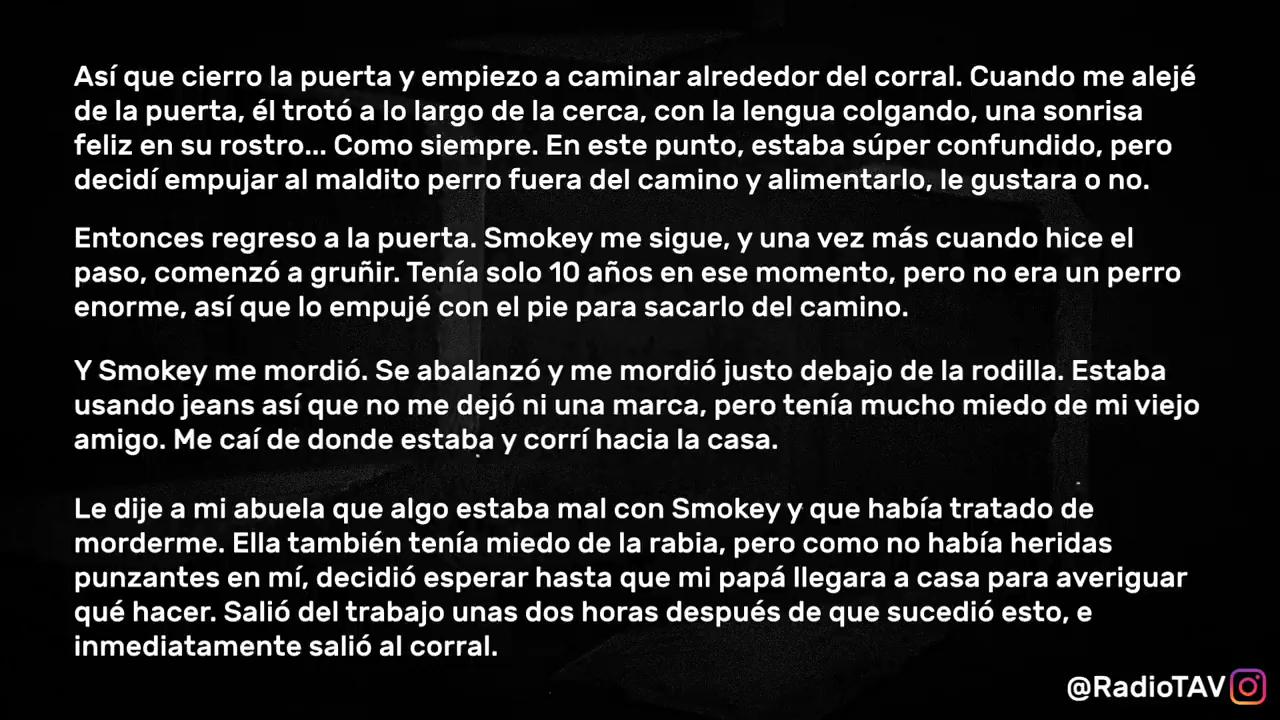 Así que cierro la puerta y empiezo a caminar alrededor del corral. Cuando me alejé
de la puerta, él trotó a lo largo de la cerca, con la lengua colgando, una sonrisa
feliz en su rostro... Como siempre. En este punto, estaba súper confundido, pero
decidí empujar al maldito perro fuera del camino y alimentarlo, le gustara o no.
Entonces regreso a la puerta. Smokey me sigue, y una vez más cuando hice el
paso, comenzó a gruñir. Tenía solo 10 años en ese momento, pero no era un perro
enorme, así que lo empujé con el pie para sacarlo del camino.
Y Smokey me mordió. Se abalanzó y me mordió justo debajo de la rodilla. Estaba
usando jeans así que no me dejó ni una marca, pero tenía mucho miedo de mi viejo
amigo. Me caí de donde estaba y corrí hacia la casa.
Le dije a mi abuela que algo estaba mal con Smokey y que había tratado de
morderme. Ella también tenía miedo de la rabia, pero como no había heridas
punzantes en mí, decidió esperar hasta que mi papá llegara a casa para averiguar
qué hacer. Salió del trabajo unas dos horas después de que sucedió esto, e
inmediatamente salió al corral.
@RadioTAV